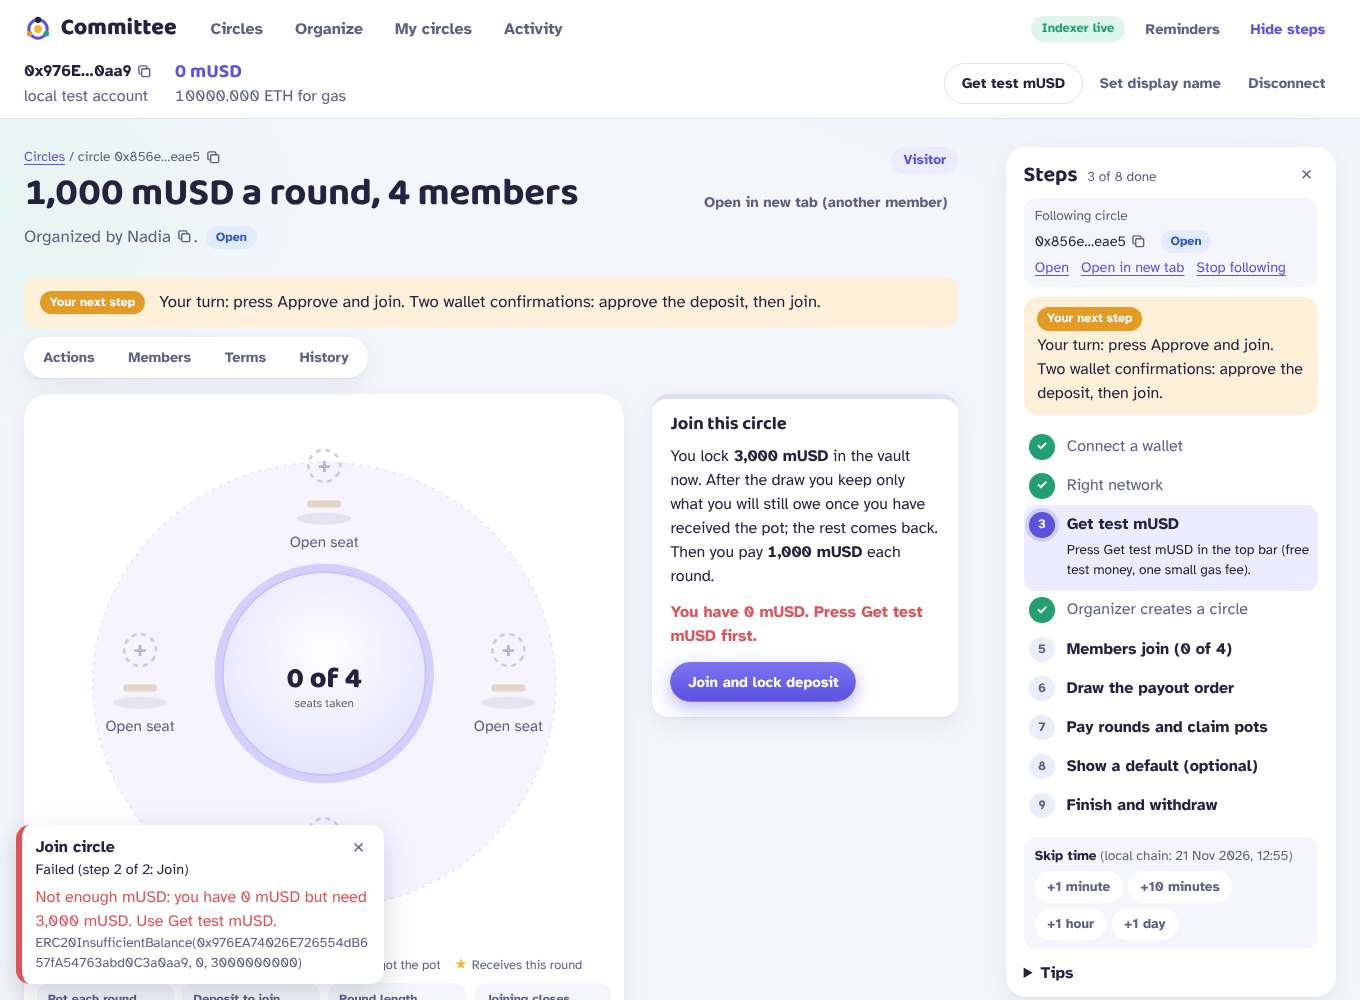 Committee
Circles
Organize
My circles
Activity
Indexer live
Reminders
Hide steps
0x976E...0aa9
0 mUSD
local test account
10000.000 ETH for gas
Get test mUSD
Set display name
Disconnect
Circles / circle 0x856e...eae5
1,000 mUSD a round, 4 members
Visitor
Open in new tab (another member)
Organized by Nadia .
Open
Your next step
Your turn: press Approve and join. Two wallet confirmations: approve the deposit, then join.
Actions
Members
Terms
History
Open seat
Open seat
0 of 4
seats taken
Open seat
Join this circle
You lock 3,000 mUSD in the vault
now. After the draw you keep only
what you will still owe once you have
received the pot; the rest comes back.
Then you pay 1,000 mUSD each
round.
You have 0 mUSD. Press Get test
mUSD first.
Join and lock deposit
Steps 3 of 8 done
Following circle
0x856e...eae5
Open
Open
Open in new tab
Stop following
Your next step
Your turn: press Approve and join.
Two wallet confirmations: approve the
deposit, then join.
Connect a wallet
Right network
3 Get test mUSD
Press Get test mUSD in the top bar (free
test money, one small gas fee).
Organizer creates a circle
5 Members join (0 of 4)
6 Draw the payout order
7 Pay rounds and claim pots
8 Show a default (optional)
9 Finish and withdraw
Skip time (local chain: 21 Nov 2026, 12:55)
+1 minute
+10 minutes
+1 hour
+1 day
Tips
Join circle
Failed (step 2 of 2: Join)
Not enough mUSD: you have 0 mUSD but need
3,000 mUSD. Use Get test mUSD.
ERC20InsufficientBalance(0x976EA74026E726554dB6
57fA54763abd0C3a0aa9, 0, 3000000000)
got the pot
Receives this round
Pot each round
Deposit to join
Round length
Joining closes